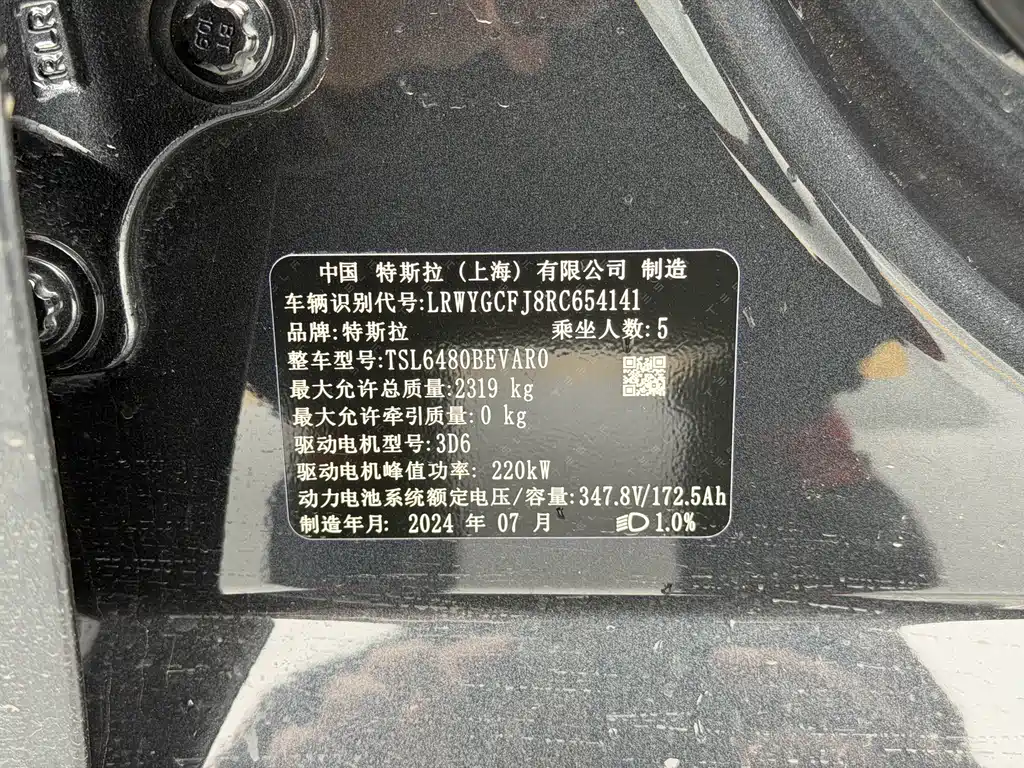 RLR
109
BT
中国 特斯拉 (上海) 有限公司 制造
车辆识别代号:LRWYGCFJ8RC654141
品牌:特斯拉 乘坐人数:5
整车型号:TSL6480BEVAR0
最大允许总质量:2319 kg
最大允许牵引质量:0 kg
驱动电机型号:3D6
驱动电机峰值功率: 220kW
动力电池系统额定电压/容量:347.8V/172.5Ah
制造年月: 2024 年 07 月 1.0%